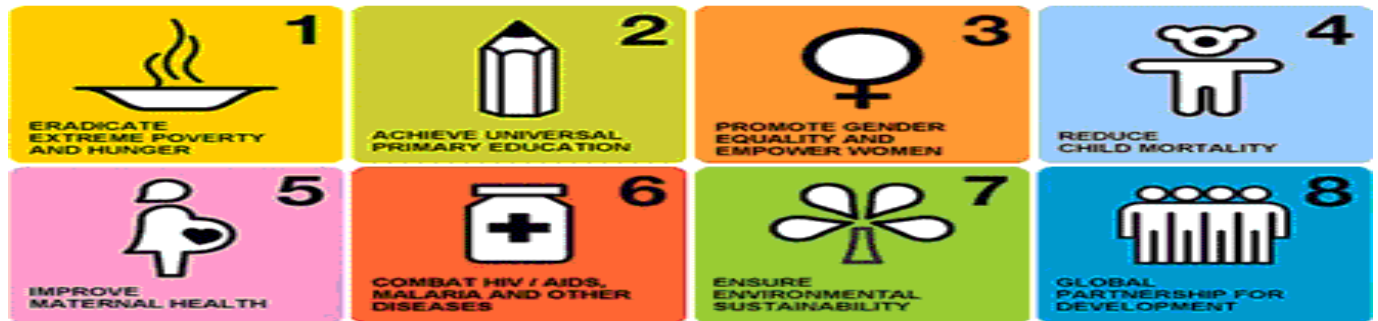 1
ERADICATE
EXTREME POVERTY
AND HUNGER
2
ACHIEVE UNIVERSAL
PRIMARY EDUCATION
3
PROMOTE GENDER
EQUALITY AND
EMPOWER WOMEN
4
REDUCE
CHILD MORTALITY
5
IMPROVE
MATERNAL HEALTH
6
COMBAT HIV / AIDS,
MALARIA AND OTHER
DISEASES
7
ENSURE
ENVIRONMENTAL
SUSTAINABILITY
8
GLOBAL
PARTNERSHIP FOR
DEVELOPMENT